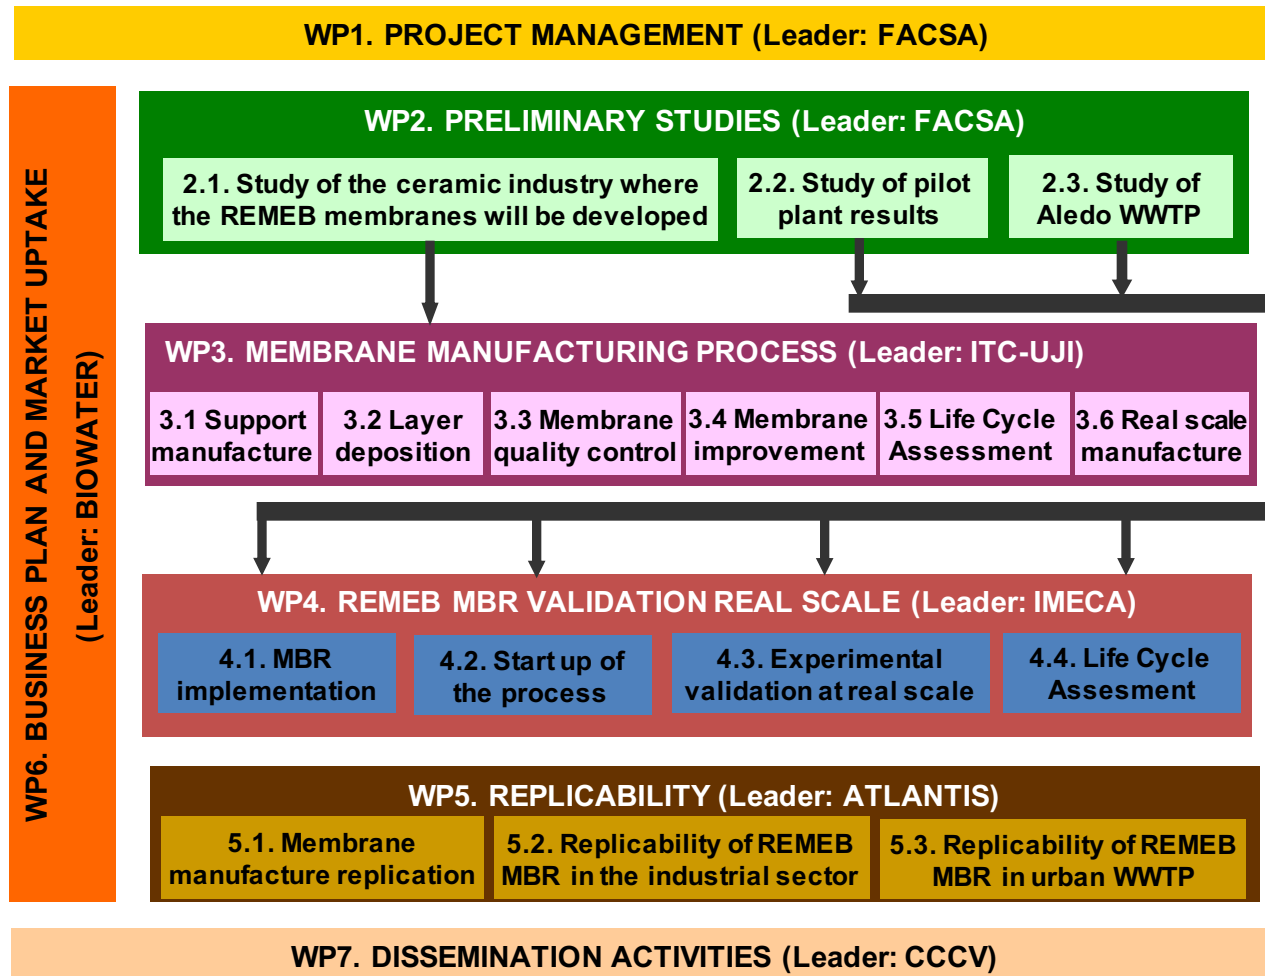 WP1. PROJECT MANAGEMENT (Leader: FACSA)
WP6. BUSINESS PLAN AND MARKET UPTAKE
(Leader: BIOWATER)
WP2. PRELIMINARY STUDIES (Leader: FACSA)
2.1. Study of the ceramic industry where
the REMEB membranes will be developed
2.2. Study of pilot
plant results
2.3. Study of
Aledo WWTP
WP3. MEMBRANE MANUFACTURING PROCESS (Leader: ITC-UJI)
3.1 Support
manufacture
3.2 Layer
deposition
3.3 Membrane
quality control
3.4 Membrane
improvement
3.5 Life Cycle
Assessment
3.6 Real scale
manufacture
WP4. REMEB MBR VALIDATION REAL SCALE (Leader: IMECA)
4.1. MBR
implementation
4.2. Start up of
the process
4.3. Experimental
validation at real scale
4.4. Life Cycle
Assesment
WP5. REPLICABILITY (Leader: ATLANTIS)
5.1. Membrane
manufacture replication
5.2. Replicability of REMEB
MBR in the industrial sector
5.3. Replicability of REMEB
MBR in urban WWTP
WP7. DISSEMINATION ACTIVITIES (Leader: CCCV)